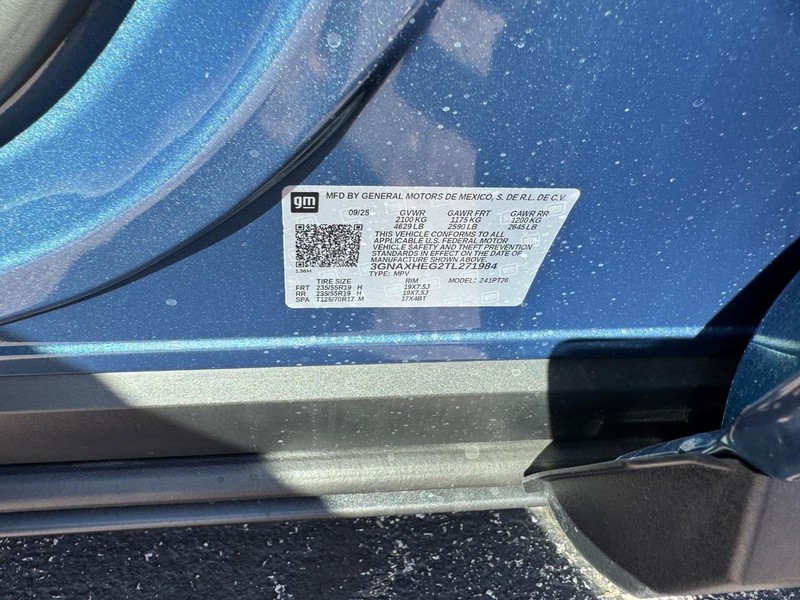 gm MFD BY GENERAL MOTORS DE MEXICO, S. DE R.L. DE C.V.
09/25 GVWR GAWR FRT GAWR RR
2100 KG 1175 KG 1200 KG
4629 LB 2590 LB 2645 LB
THIS VEHICLE CONFORMS TO ALL
APPLICABLE U.S. FEDERAL MOTOR
VEHICLE SAFETY AND THEFT PREVENTION
STANDARDS IN EFFECT ON THE DATE OF
MANUFACTURE SHOWN ABOVE.
3GNAXHEG2TL271984
136H TYPE: MPV
TIRE SIZE RIM MODEL: 241PT26
FRT 235/55R19 H 19X7.5J
RR 235/55R19 H 19X7.5J
SPA T125/70R17 M 17X4BT